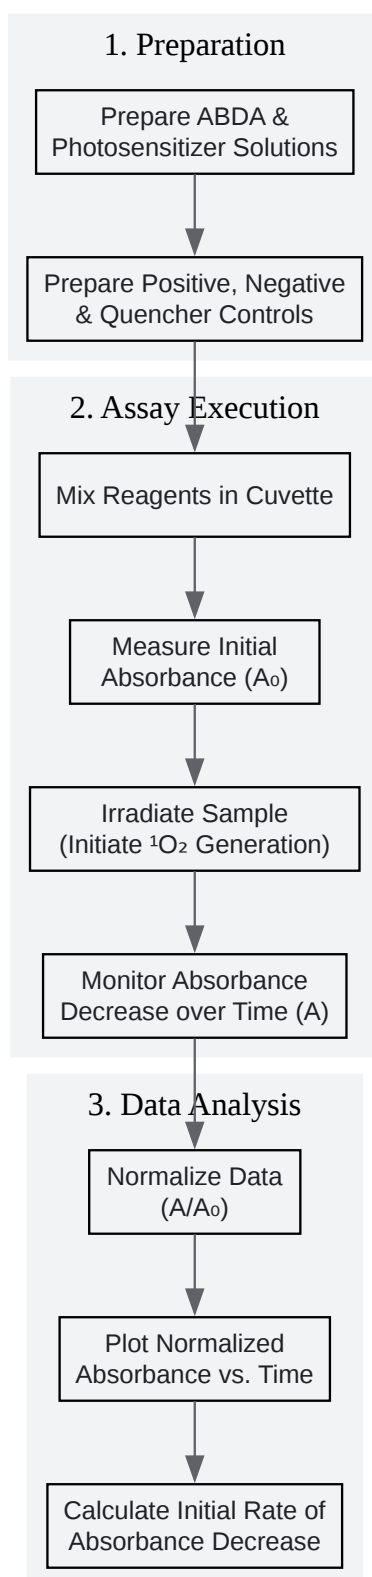 1. Preparation
Prepare ABDA &
Photosensitizer Solutions
Prepare Positive, Negative
& Quencher Controls
2. Assay Execution
Mix Reagents in Cuvette
Measure Initial
Absorbance (A₀)
Irradiate Sample
(Initiate ¹O₂ Generation)
Monitor Absorbance
Decrease over Time (A)
3. Data Analysis
Normalize Data
(A/A₀)
Plot Normalized
Absorbance vs. Time
Calculate Initial Rate of
Absorbance Decrease